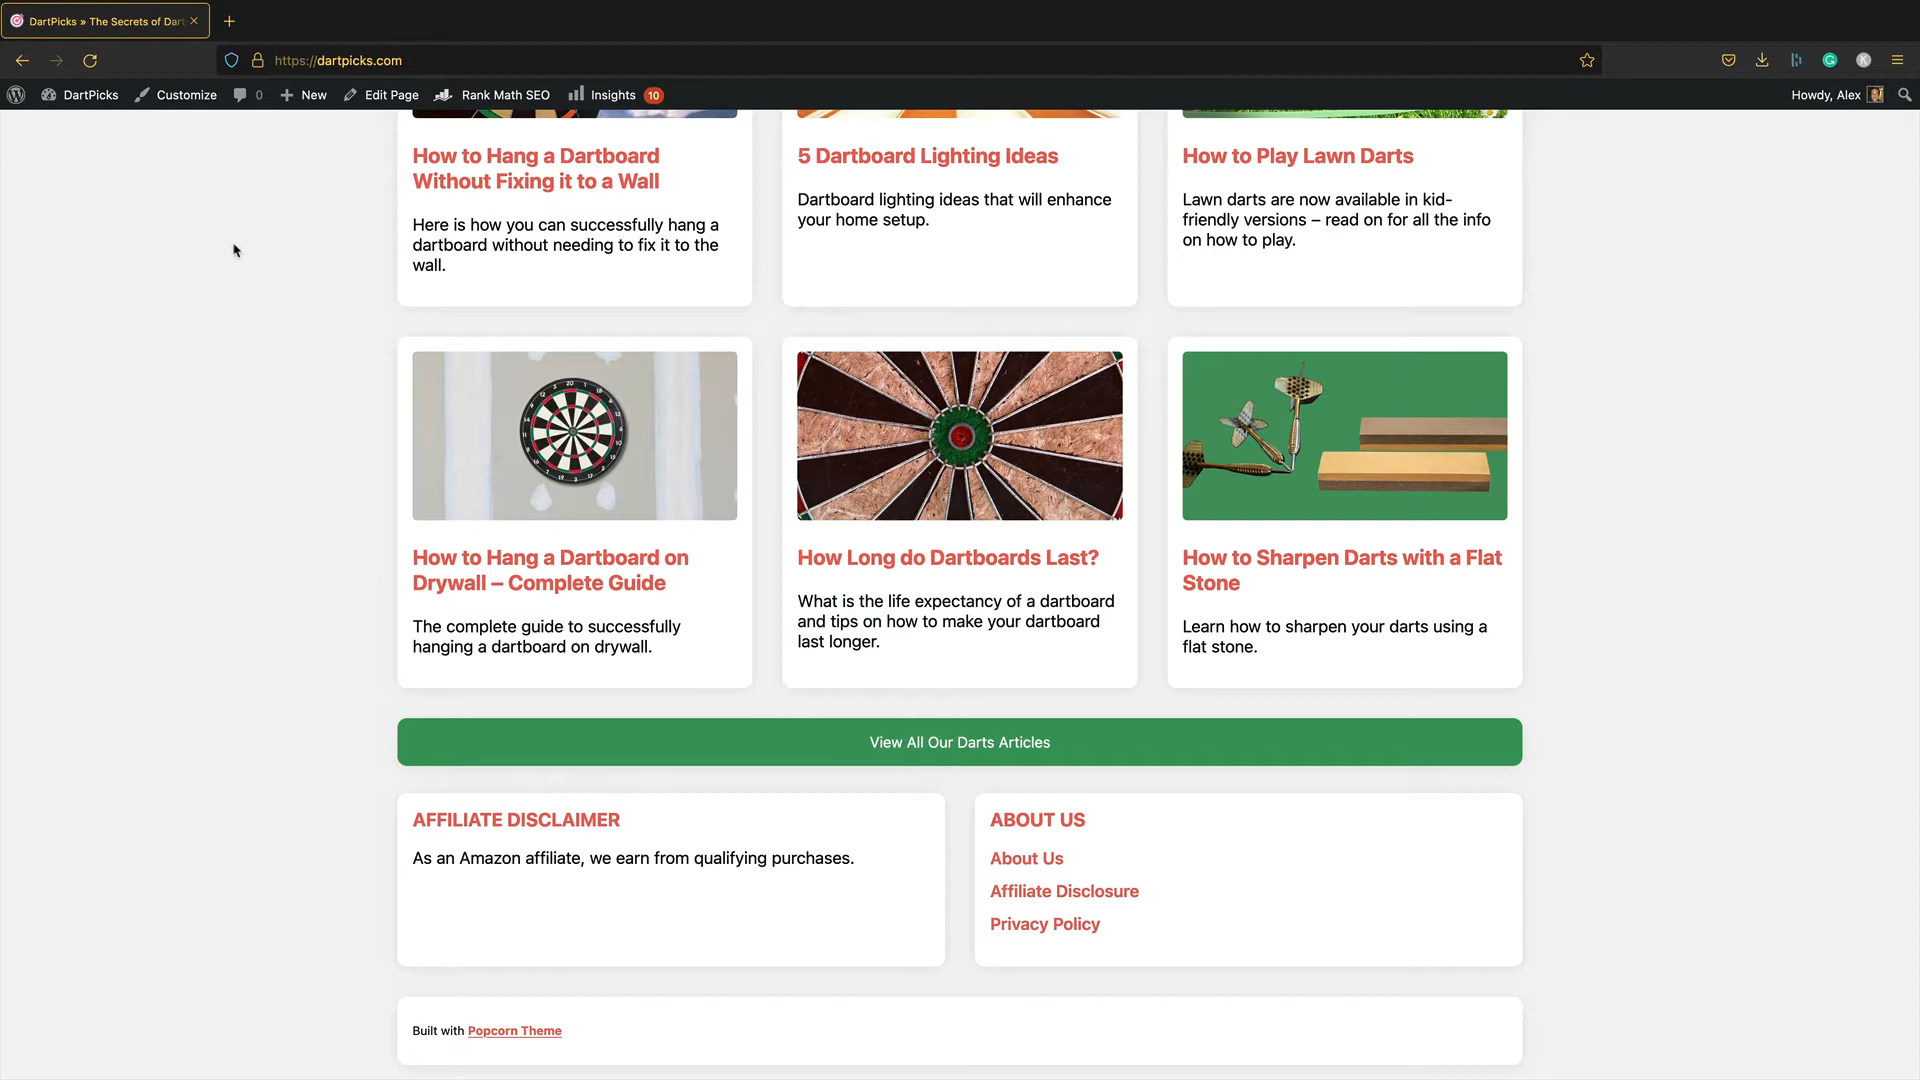 DartPicks » The Secrets of Dart
https://dartpicks.com
DartPicks
Customize
0
New
Edit Page
Rank Math SEO
Insights
10
Howdy, Alex
How to Hang a Dartboard
Without Fixing it to a Wall
Here is how you can successfully hang a
dartboard without needing to fix it to the
wall.
5 Dartboard Lighting Ideas
Dartboard lighting ideas that will enhance
your home setup.
How to Play Lawn Darts
Lawn darts are now available in kid-
friendly versions – read on for all the info
on how to play.
How to Hang a Dartboard on
Drywall – Complete Guide
The complete guide to successfully
hanging a dartboard on drywall.
How Long do Dartboards Last?
What is the life expectancy of a dartboard
and tips on how to make your dartboard
last longer.
How to Sharpen Darts with a Flat
Stone
Learn how to sharpen your darts using a
flat stone.
View All Our Darts Articles
AFFILIATE DISCLAIMER
As an Amazon affiliate, we earn from qualifying purchases.
ABOUT US
About Us
Affiliate Disclosure
Privacy Policy
Built with Popcorn Theme